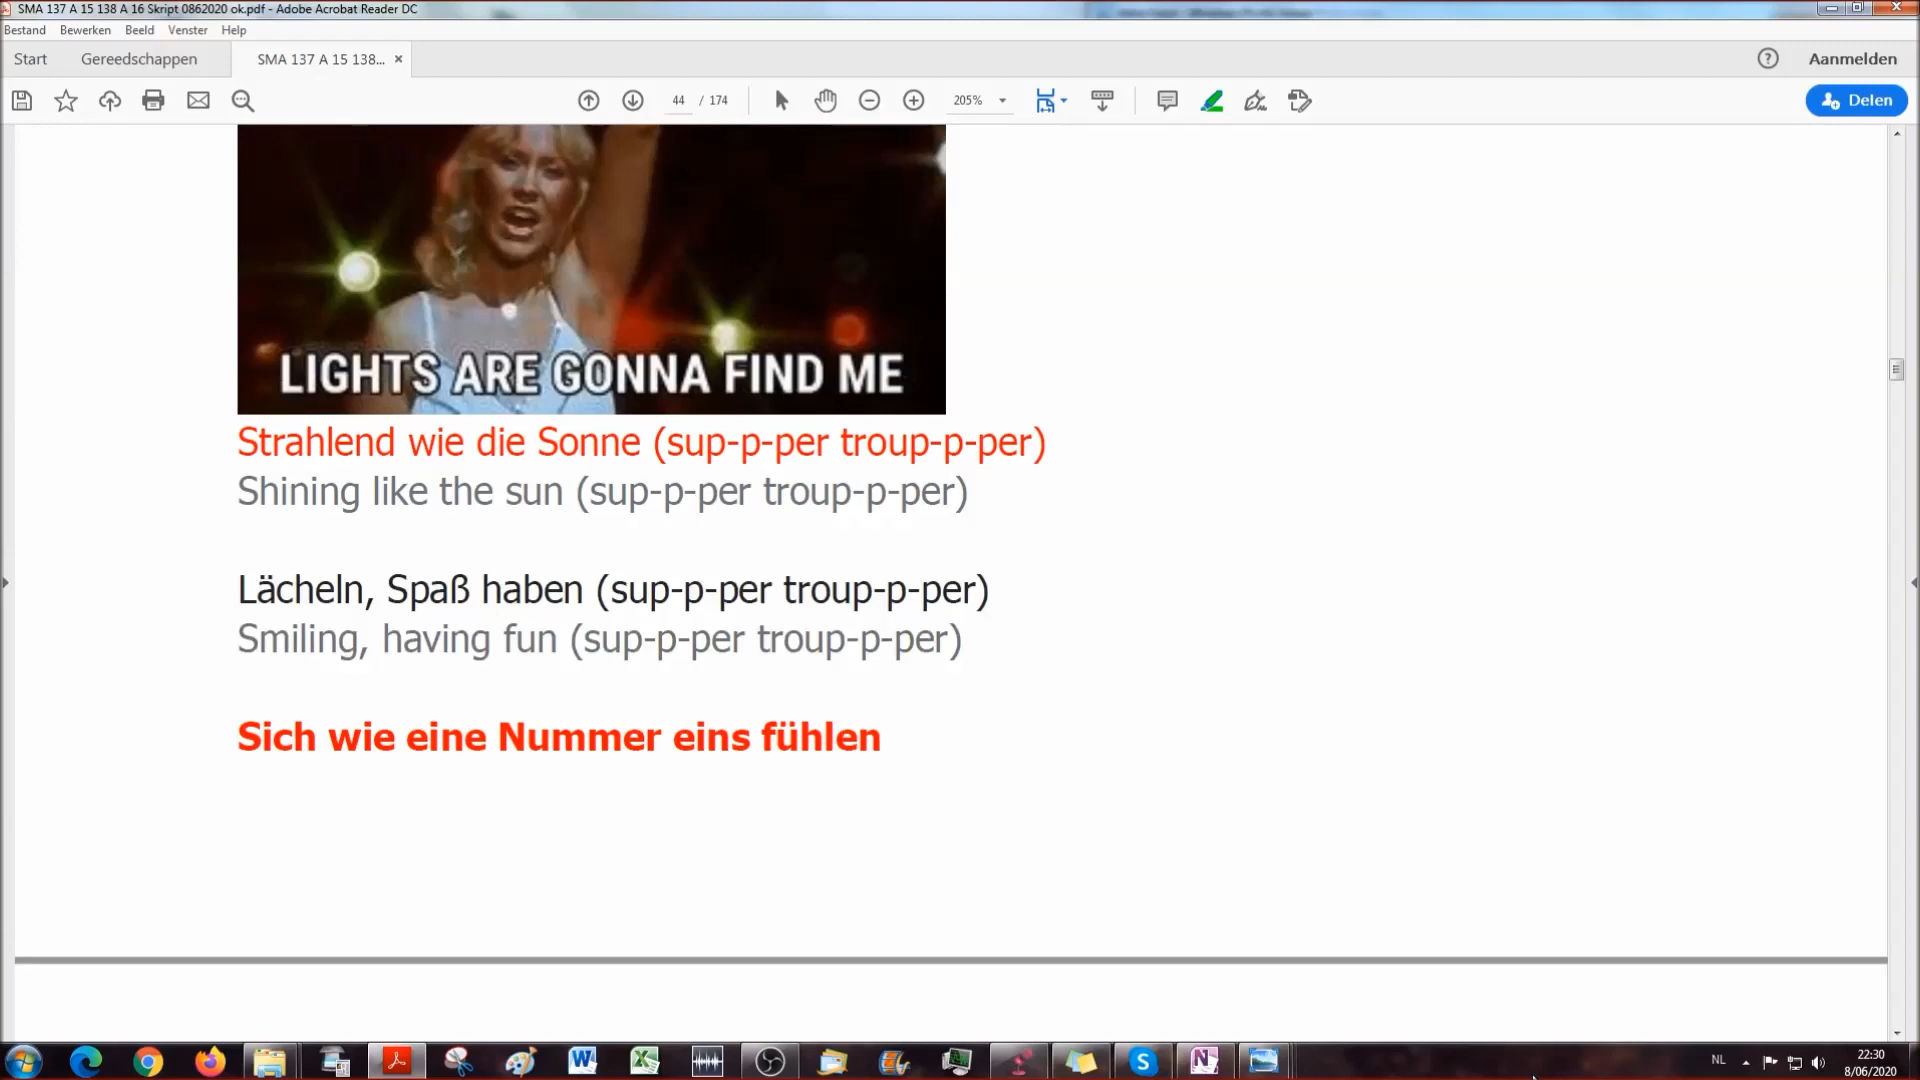 SMA 137 A 15 138 A 16 Skript 0862020 ok.pdf - Adobe Acrobat Reader DC
Bestand Bewerken Beeld Venster Help
Start Gereedschappen SMA 137 A 15 138... × Aanmelden
44 / 174 205% Delen
LIGHTS ARE GONNA FIND ME
Strahlend wie die Sonne (sup-p-per troup-p-per)
Shining like the sun (sup-p-per troup-p-per)
Lächeln, Spaß haben (sup-p-per troup-p-per)
Smiling, having fun (sup-p-per troup-p-per)
Sich wie eine Nummer eins fühlen
NL 22:30
8/06/2020